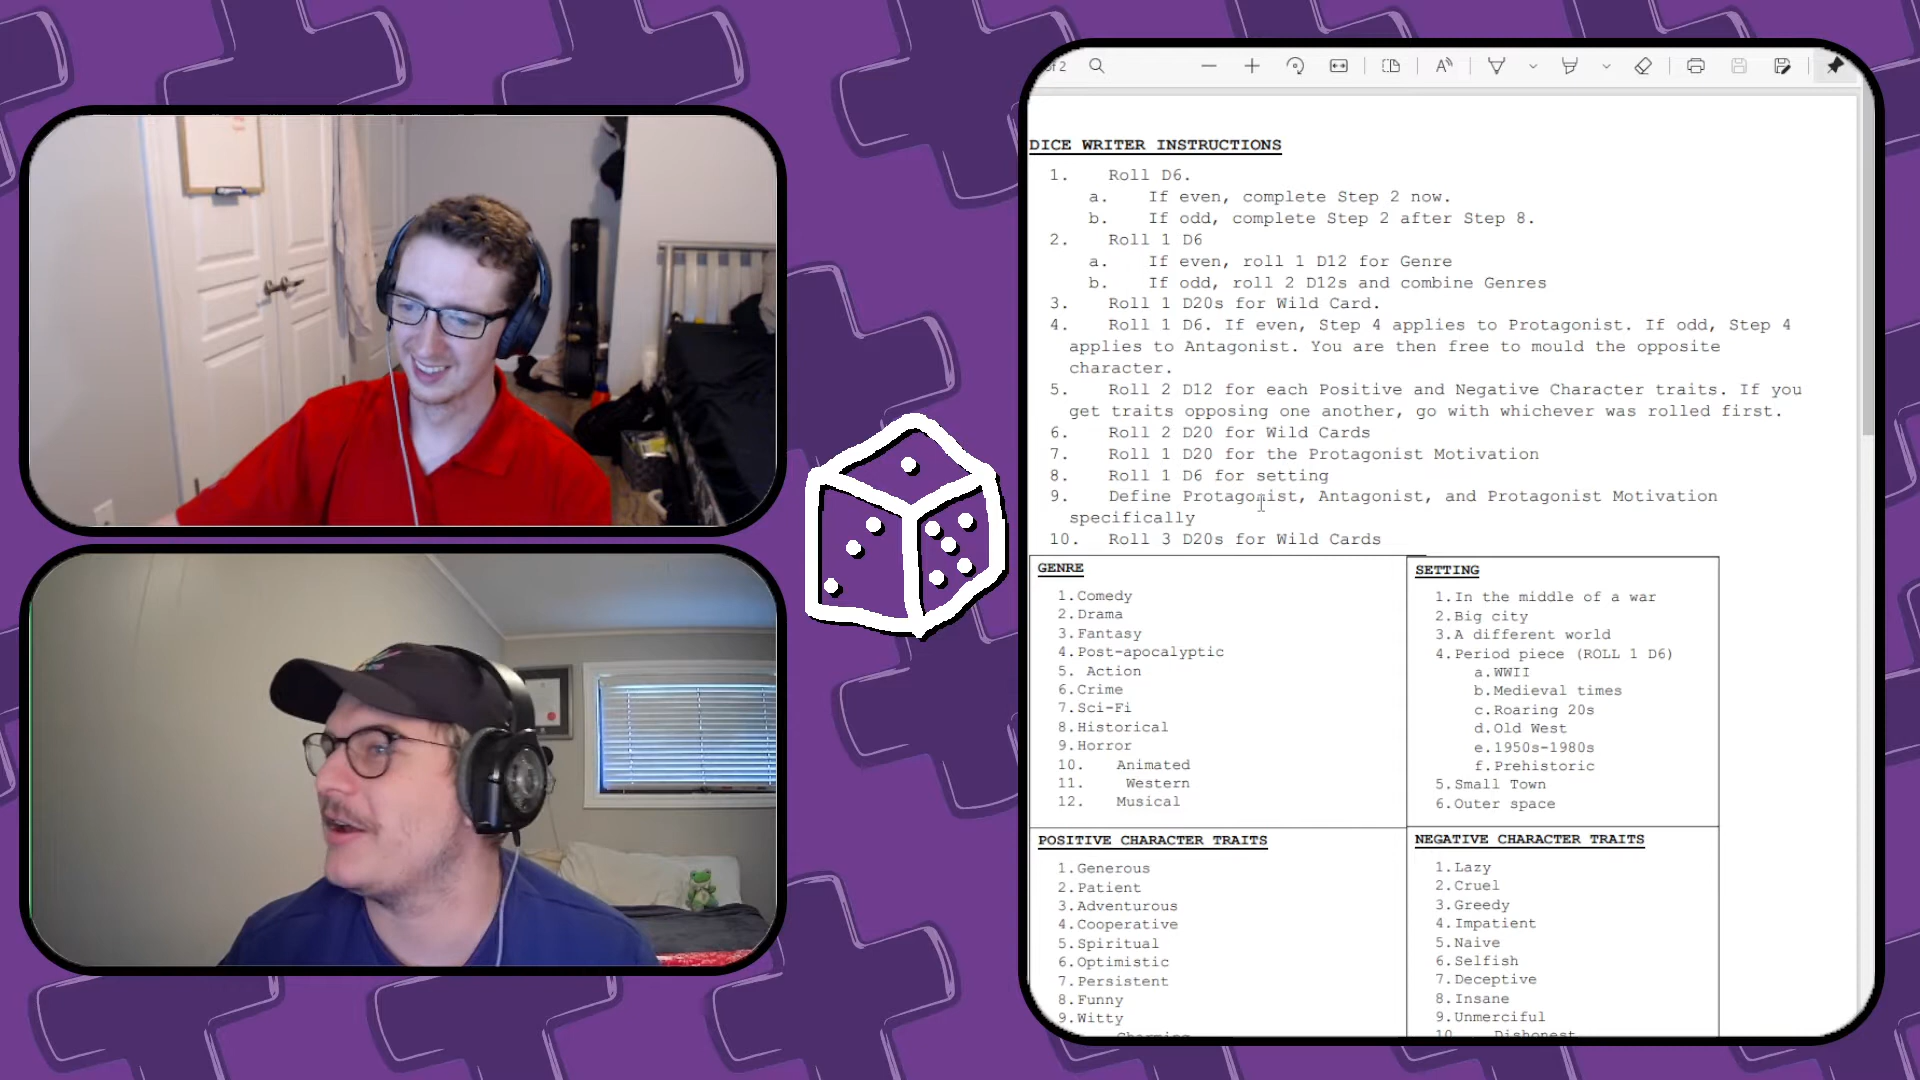 of 2
DICE WRITER INSTRUCTIONS
1. Roll D6.
a. If even, complete Step 2 now.
b. If odd, complete Step 2 after Step 8.
2. Roll 1 D6
a. If even, roll 1 D12 for Genre
b. If odd, roll 2 D12s and combine Genres
3. Roll 1 D20s for Wild Card.
4. Roll 1 D6. If even, Step 4 applies to Protagonist. If odd, Step 4
applies to Antagonist. You are then free to mould the opposite
character.
5. Roll 2 D12 for each Positive and Negative Character traits. If you
get traits opposing one another, go with whichever was rolled first.
6. Roll 2 D20 for Wild Cards
7. Roll 1 D20 for the Protagonist Motivation
8. Roll 1 D6 for setting
9. Define Protagonist, Antagonist, and Protagonist Motivation
specifically
10. Roll 3 D20s for Wild Cards
GENRE
1.Comedy
2.Drama
3.Fantasy
4.Post-apocalyptic
5. Action
6.Crime
7.Sci-Fi
8.Historical
9.Horror
10. Animated
11. Western
12. Musical
SETTING
1.In the middle of a war
2.Big city
3.A different world
4.Period piece (ROLL 1 D6)
a.WWII
b.Medieval times
c.Roaring 20s
d.Old West
e.1950s-1980s
f.Prehistoric
5.Small Town
6.Outer space
POSITIVE CHARACTER TRAITS
1.Generous
2.Patient
3.Adventurous
4.Cooperative
5.Spiritual
6.Optimistic
7.Persistent
8.Funny
9.Witty
Charming
NEGATIVE CHARACTER TRAITS
1.Lazy
2.Cruel
3.Greedy
4.Impatient
5.Naive
6.Selfish
7.Deceptive
8.Insane
9.Unmerciful
10. Dishonest